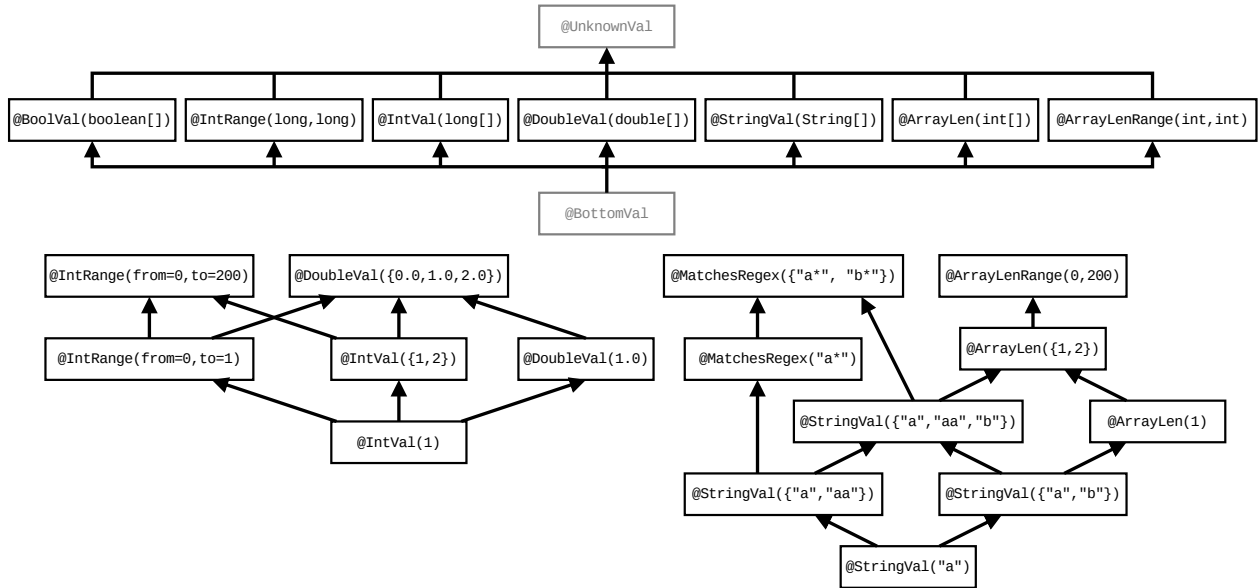 @UnknownVal
@BoolVal(boolean[]) @IntRange(long,long) @IntVal(long[]) @DoubleVal(double[]) @StringVal(String[]) @ArrayLen(int[]) @ArrayLenRange(int,int)
@BottomVal
@IntRange(from=0,to=200) @DoubleVal({0.0,1.0,2.0}) @MatchesRegex({"a*", "b*"}) @ArrayLenRange(0,200)
@IntRange(from=0,to=1) @IntVal({1,2}) @DoubleVal(1.0) @MatchesRegex("a*") @ArrayLen({1,2})
@StringVal({"a","aa","b"}) @ArrayLen(1)
@IntVal(1)
@StringVal({"a","aa"}) @StringVal({"a","b"})
@StringVal("a")